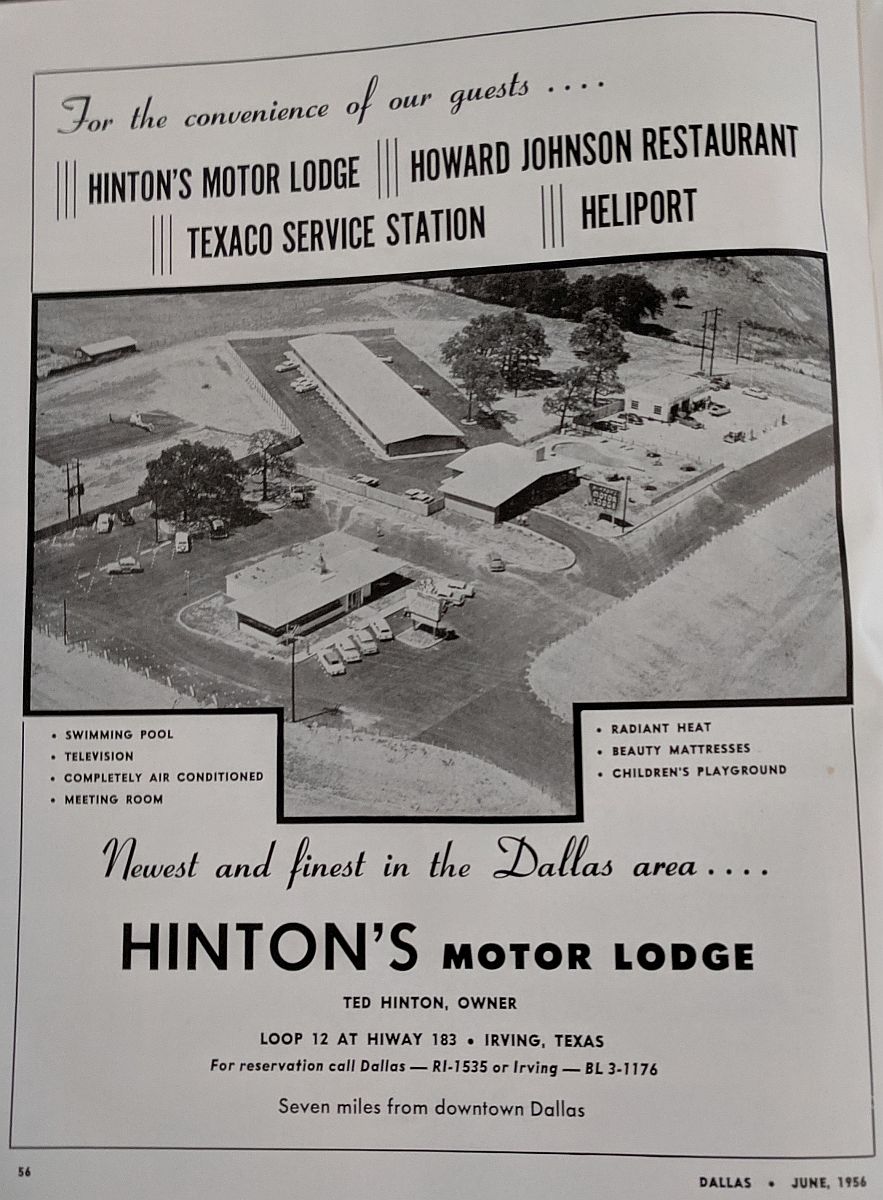 For the convenience of our guests ....
HINTON'S MOTOR LODGE HOWARD JOHNSON RESTAURANT
TEXACO SERVICE STATION HELIPORT
MOTOR
LODGE
• SWIMMING POOL
• TELEVISION
• COMPLETELY AIR CONDITIONED
• MEETING ROOM
• RADIANT HEAT
• BEAUTY MATTRESSES
• CHILDREN'S PLAYGROUND
Newest and finest in the Dallas area ....
HINTON'S MOTOR LODGE
TED HINTON, OWNER
LOOP 12 AT HIWAY 183 • IRVING, TEXAS
For reservation call Dallas — RI-1535 or Irving — BL 3-1176
Seven miles from downtown Dallas
56
DALLAS • JUNE, 1956